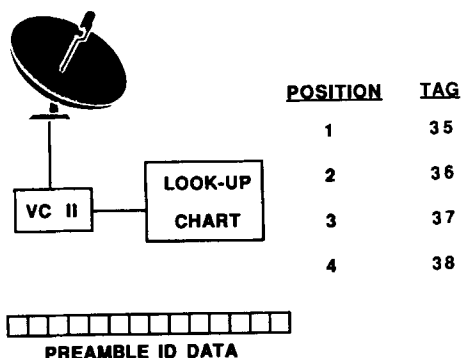 POSITION TAG
1 35
2 36
3 37
4 38
VC II
LOOK-UP
CHART
PREAMBLE ID DATA